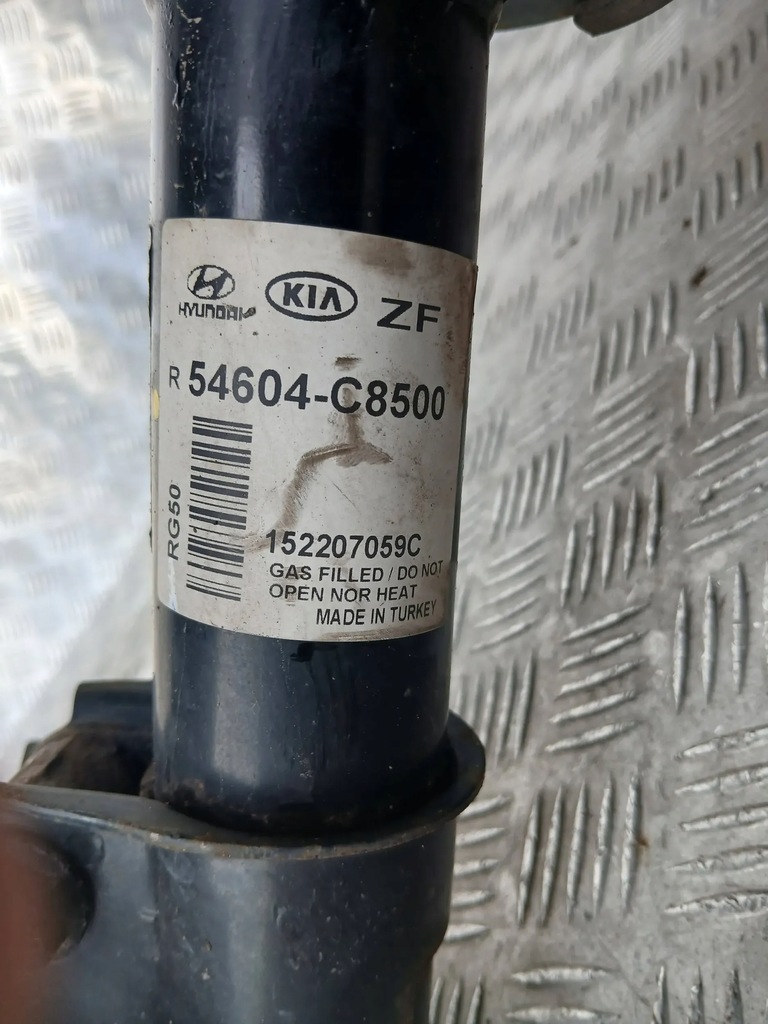 HYUNDAI KIA ZF
R 54604-C8500
RG50
152207059C
GAS FILLED / DO NOT
OPEN NOR HEAT
MADE IN TURKEY